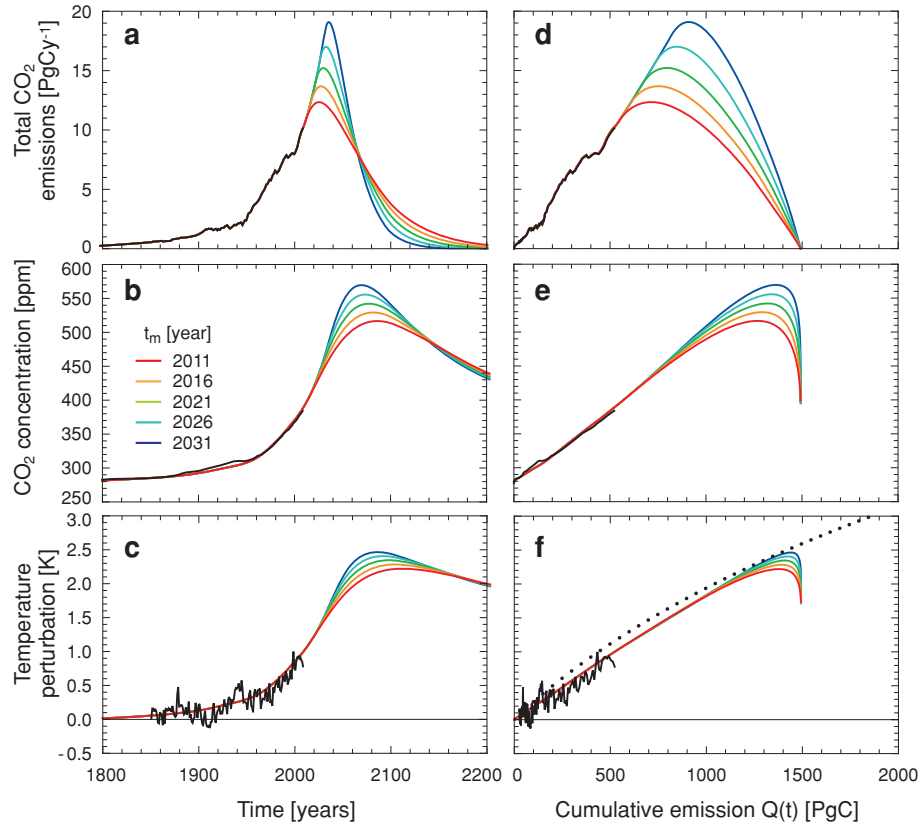 a
d
Total CO2
emissions [PgCy-1]
20
15
10
5
0
b
e
CO2 concentration [ppm]
600
550
500
450
400
350
300
250
tm [year]
2011
2016
2021
2026
2031
c
f
Temperature
perturbation [K]
3.0
2.5
2.0
1.5
1.0
0.5
0.0
-0.5
1800 1900 2000 2100 2200
0 500 1000 1500 2000
Time [years]
Cumulative emission Q(t) [PgC]